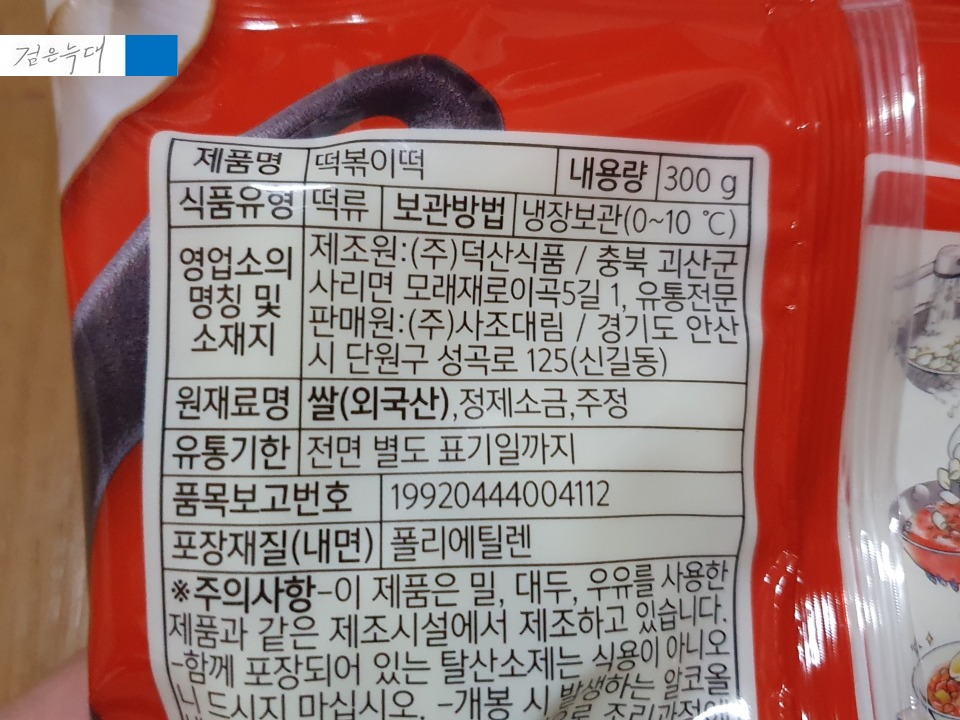 검은늑대
제품명 떡볶이떡 내용량 300 g
식품유형 떡류 보관방법 냉장보관(0~10 ℃)
영업소의 명칭 및 소재지
제조원:(주)덕산식품 / 충북 괴산군
사리면 모래재로이곡5길 1, 유통전문
판매원:(주)사조대림 / 경기도 안산
시 단원구 성곡로 125(신길동)
원재료명 쌀(외국산),정제소금,주정
유통기한 전면 별도 표기일까지
품목보고번호 19920444004112
포장재질(내면) 폴리에틸렌
※주의사항-이 제품은 밀, 대두, 우유를 사용한
제품과 같은 제조시설에서 제조하고 있습니다.
-함께 포장되어 있는 탈산소제는 식용이 아니오
니 드시지 마십시오. -개봉 시 발생하는 알코올
조리과정에